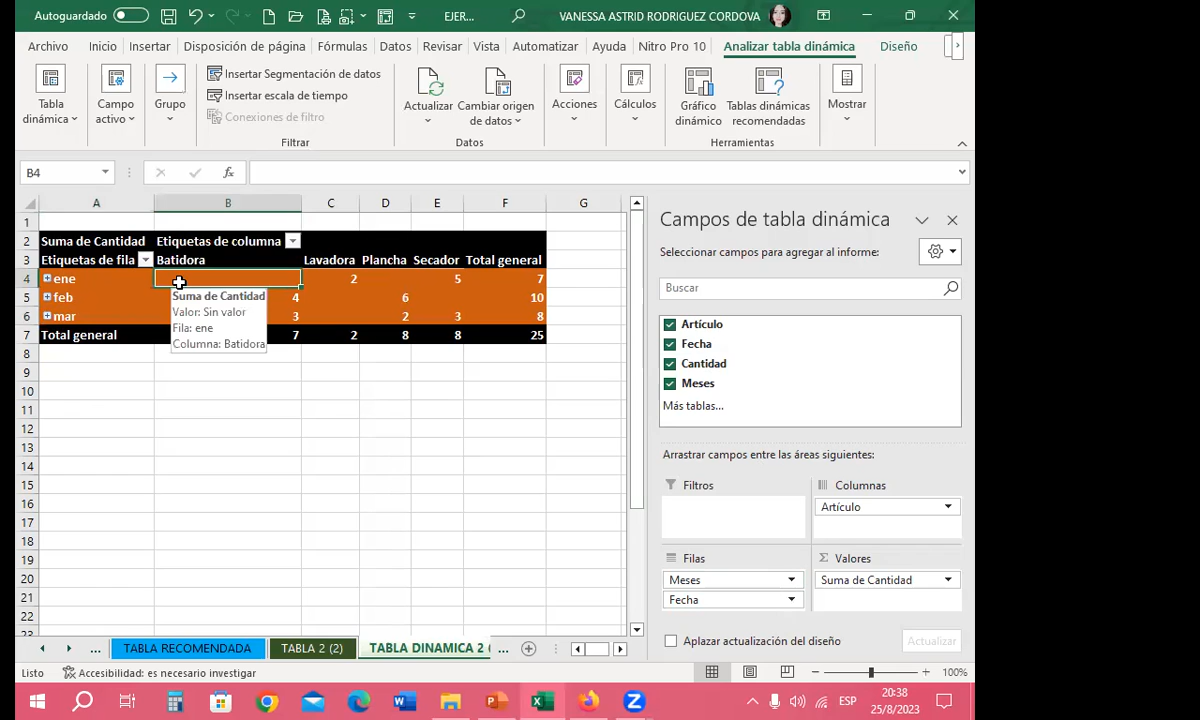 Autoguardado EJER... VANESSA ASTRID RODRIGUEZ CORDOVA
Archivo Inicio Insertar Disposición de página Fórmulas Datos Revisar Vista Automatizar Ayuda Nitro Pro 10 Analizar tabla dinámica Diseño
Tabla dinámica
Campo activo
Grupo
Insertar Segmentación de datos
Insertar escala de tiempo
Conexiones de filtro
Filtrar
Actualizar
Cambiar origen de datos
Datos
Acciones
Cálculos
Gráfico dinámico
Tablas dinámicas recomendadas
Herramientas
Mostrar
B4 fx
A B C D E F G
1
2 Suma de Cantidad Etiquetas de columna
3 Etiquetas de fila Batidora Lavadora Plancha Secador Total general
4 ene 2 5 7
5 feb 4 6 10
6 mar 3 2 3 8
7 Total general 7 2 8 8 25
Suma de Cantidad
Valor: Sin valor
Fila: ene
Columna: Batidora
8
9
10
11
12
13
14
15
16
17
18
19
20
21
22
23
Campos de tabla dinámica
Seleccionar campos para agregar al informe:
Buscar
Artículo
Fecha
Cantidad
Meses
Más tablas...
Arrastrar campos entre las áreas siguientes:
Filtros
Columnas
Artículo
Filas
Meses
Fecha
Σ Valores
Suma de Cantidad
Aplazar actualización del diseño Actualizar
... TABLA RECOMENDADA TABLA 2 (2) TABLA DINAMICA 2 ( ...
Listo Accesibilidad: es necesario investigar 100%
ESP
20:38
25/8/2023